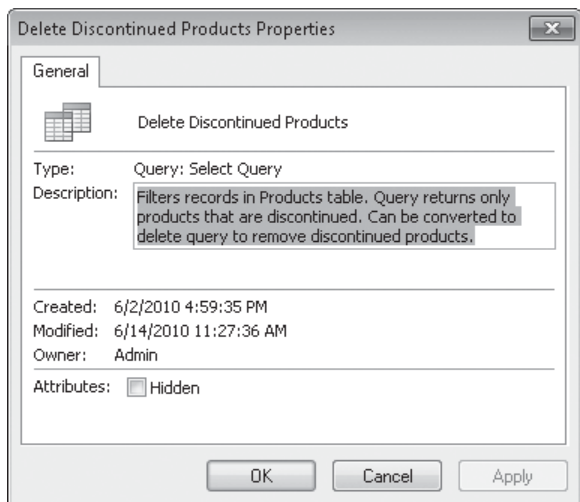 Delete Discontinued Products Properties
General
Delete Discontinued Products
Type: Query: Select Query
Description: Filters records in Products table. Query returns only
products that are discontinued. Can be converted to
delete query to remove discontinued products.
Created: 6/2/2010 4:59:35 PM
Modified: 6/14/2010 11:27:36 AM
Owner: Admin
Attributes: Hidden
OK Cancel Apply